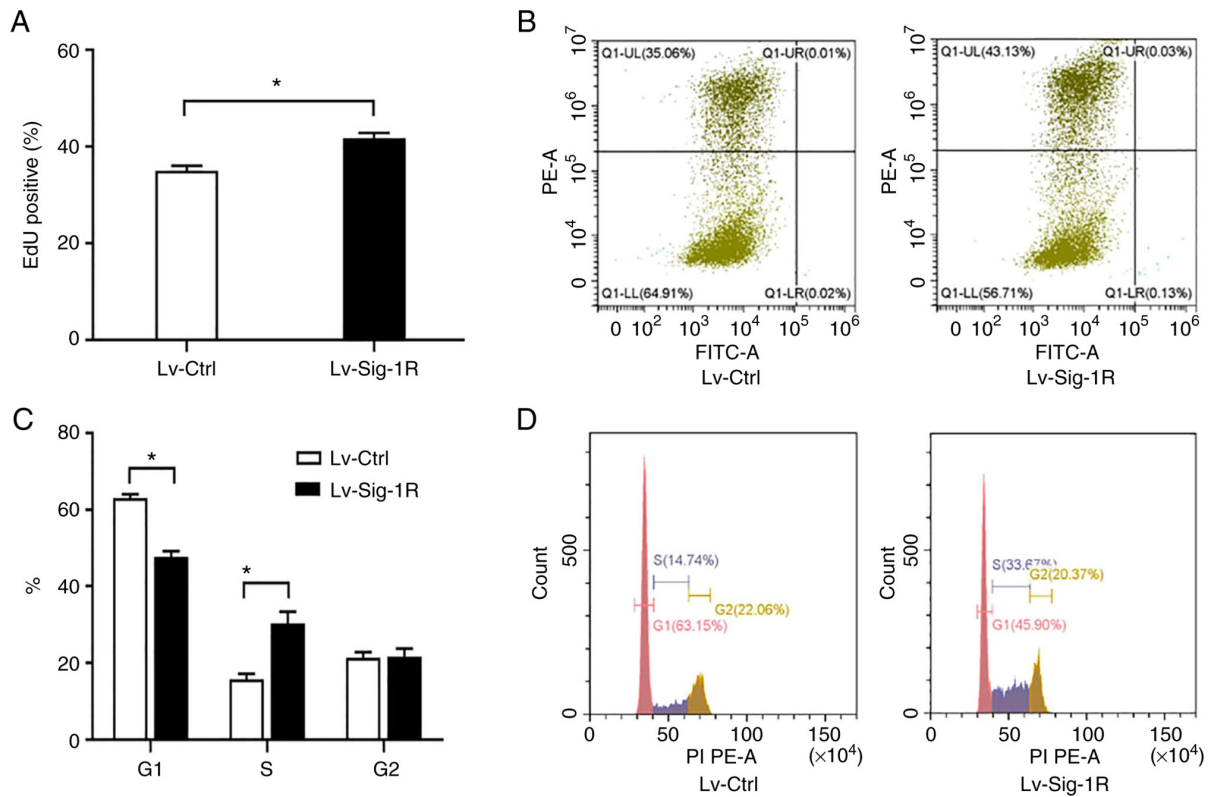 A
60
40
20
0
EdU positive (%)
*
Lv-Ctrl
Lv-Sig-1R
B
10^7
10^6
10^5
10^4
0
PE-A
Q1-UL(35.06%)
Q1-UR(0.01%)
Q1-LL(64.91%)
Q1-LR(0.02%)
0 10^2 10^3 10^4 10^5 10^6
FITC-A
Lv-Ctrl
10^7
10^6
10^5
10^4
0
PE-A
Q1-UL(43.13%)
Q1-UR(0.03%)
Q1-LL(56.71%)
Q1-LR(0.13%)
0 10^2 10^3 10^4 10^5 10^6
FITC-A
Lv-Sig-1R
C
80
60
40
20
0
%
*
*
Lv-Ctrl
Lv-Sig-1R
G1 S G2
D
Count
500
0
S(14.74%)
G2(22.06%)
G1(63.15%)
0 50 100 150
PI PE-A (×10^4)
Lv-Ctrl
Count
500
0
S(33.67%)
G2(20.37%)
G1(45.90%)
0 50 100 150
PI PE-A (×10^4)
Lv-Sig-1R